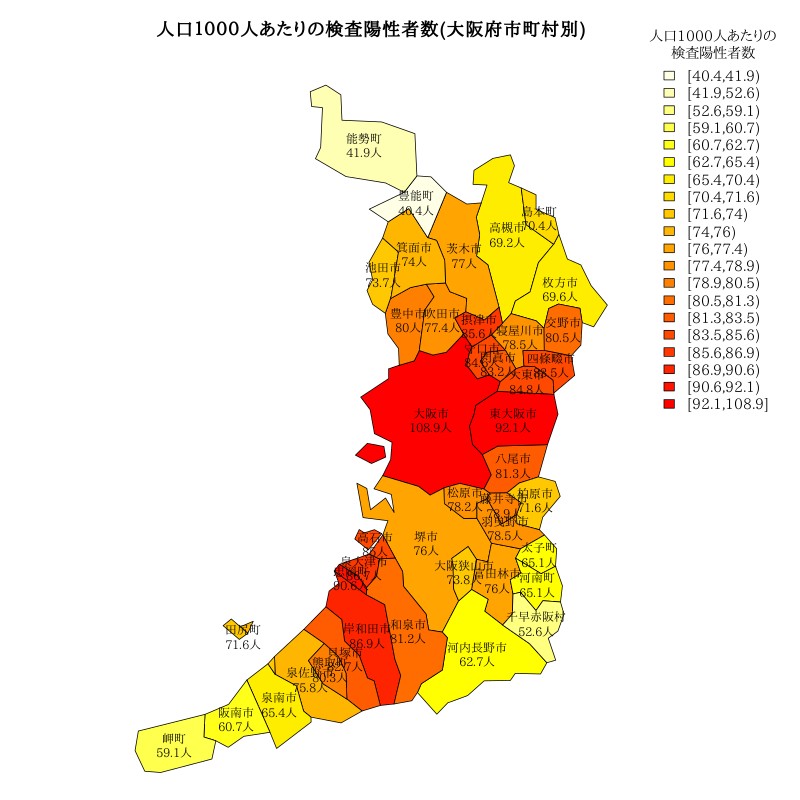 人口1000人あたりの検査陽性者数(大阪府市町村別)
人口1000人あたりの
検査陽性者数
[40.4,41.9)
[41.9,52.6)
[52.6,59.1)
[59.1,60.7)
[60.7,62.7)
[62.7,65.4)
[65.4,70.4)
[70.4,71.6)
[71.6,74)
[74,76)
[76,77.4)
[77.4,78.9)
[78.9,80.5)
[80.5,81.3)
[81.3,83.5)
[83.5,85.6)
[85.6,86.9)
[86.9,90.6)
[90.6,92.1)
[92.1,108.9]
能勢町
41.9人
豊能町
40.4人
島本町
70.4人
高槻市
69.2人
茨木市
77人
箕面市
74人
池田市
73.7人
枚方市
69.6人
豊中市
80人
吹田市
77.4人
摂津市
85.6人
寝屋川市
78.5人
交野市
80.5人
門真市
83.2人
四條畷市
大東市
84.8人
大阪市
108.9人
東大阪市
92.1人
八尾市
81.3人
松原市
78.2人
藤井寺市
78.9人
柏原市
71.6人
羽曳野市
78.5人
堺市
76人
高石市
泉大津市
90.6人
太子町
65.1人
大阪狭山市
73.8人
富田林市
76人
河南町
65.1人
千早赤阪村
52.6人
田尻町
71.6人
岸和田市
86.9人
和泉市
81.2人
河内長野市
62.7人
貝塚市
82.7人
熊取町
80.3人
泉佐野市
75.8人
泉南市
65.4人
阪南市
60.7人
岬町
59.1人